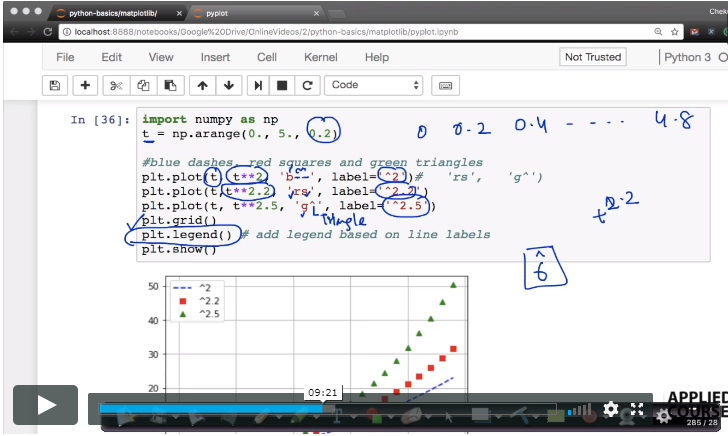 python-basics/matplotlib/ pyplot
localhost:8888/notebooks/Google%20Drive/OnlineVideos/2/python-basics/matplotlib/pyplot.ipynb
File Edit View Insert Cell Kernel Help Not Trusted Python 3
Code
In [36]: import numpy as np
t = np.arange(0., 5., 0.2) 0 0.2 0.4 - - ---- 4.8
#blue dashes, red squares and green triangles
plt.plot(t, t**2, 'b--', label='^2')# 'rs', 'g^')
plt.plot(t,t**2.2, 'rs', label='^2.2')
plt.plot(t, t**2.5, 'g^', label='^2.5')
t 2.2
Triangle
plt.grid()
plt.legend() # add legend based on line labels
plt.show()
^
6
50
^2
^2.2
^2.5
40
30
20
09:21
APPLIED
COURSE
285 / 28